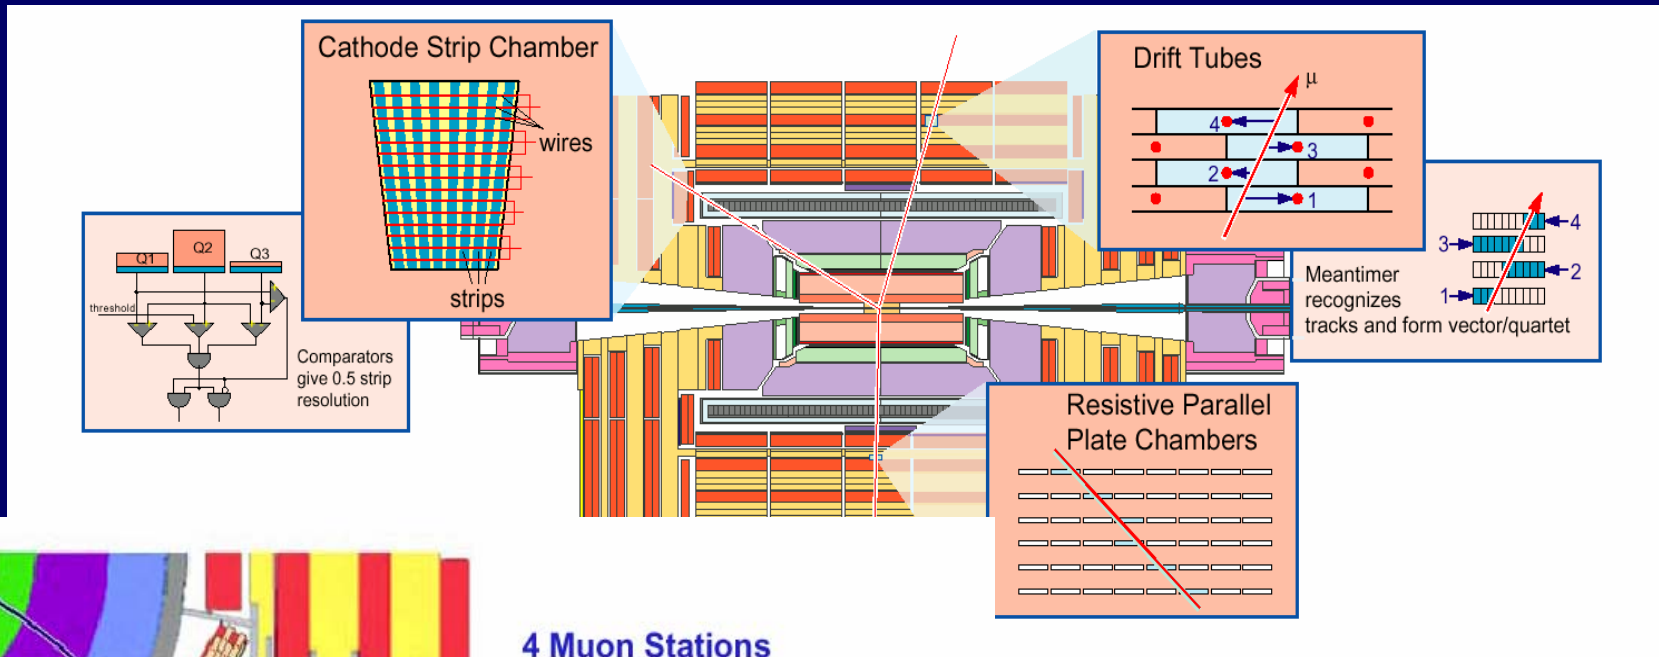 Cathode Strip Chamber
wires
strips
Q1
Q2
Q3
threshold
Comparators
give 0.5 strip
resolution
Drift Tubes
μ
4
3
2
1
4
3
2
1
Meantimer
recognizes
tracks and form vector/quartet
Resistive Parallel
Plate Chambers
4 Muon Stations